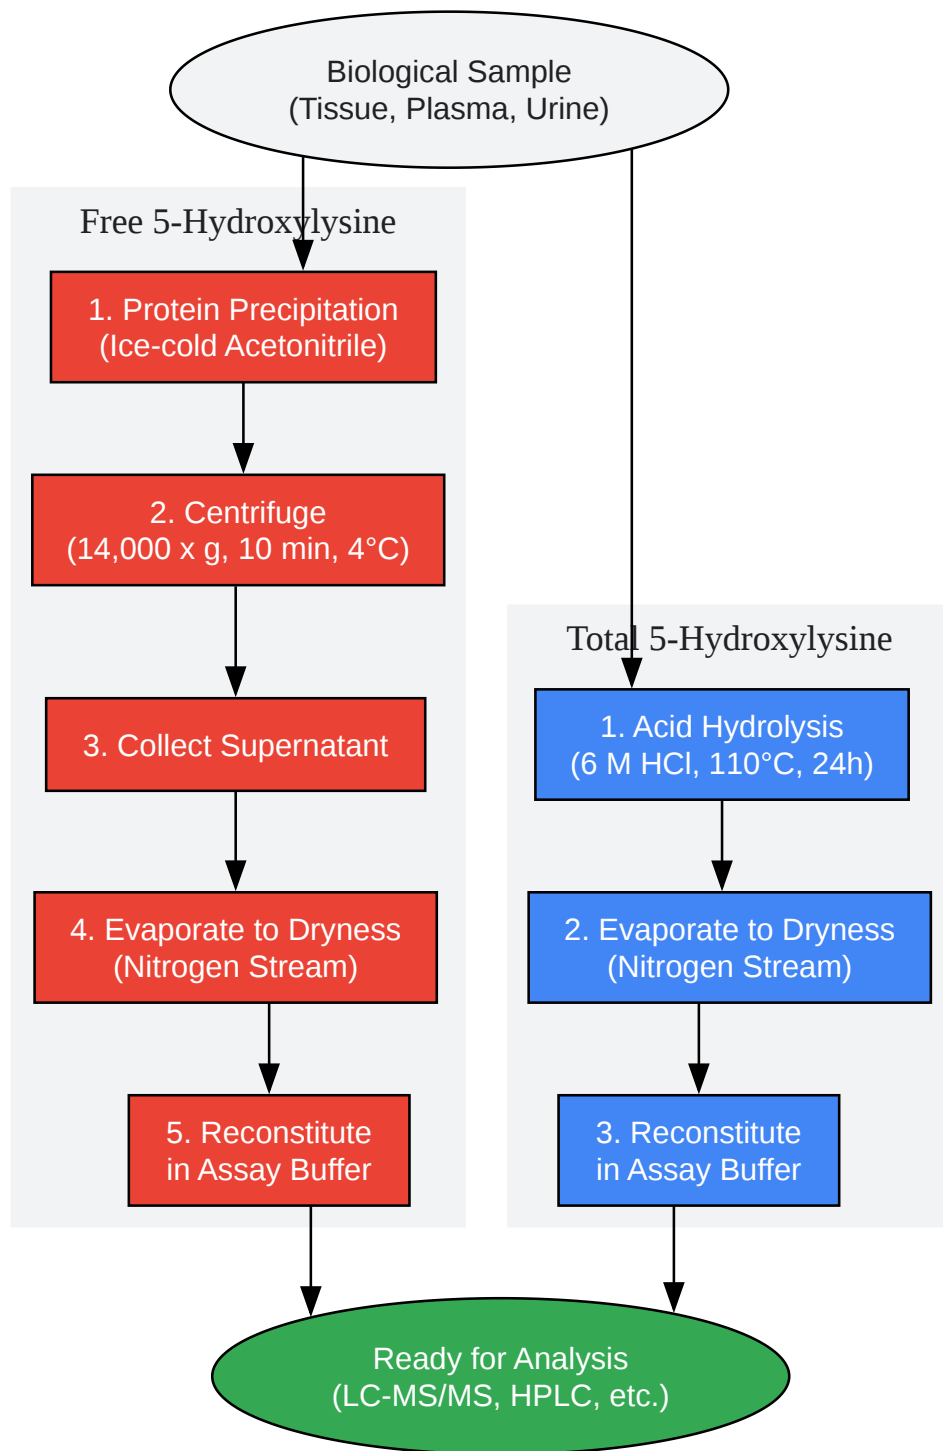 Biological Sample
(Tissue, Plasma, Urine)
Free 5-Hydroxylysine
1. Protein Precipitation
(Ice-cold Acetonitrile)
2. Centrifuge
(14,000 x g, 10 min, 4°C)
3. Collect Supernatant
4. Evaporate to Dryness
(Nitrogen Stream)
5. Reconstitute
in Assay Buffer
Total 5-Hydroxylysine
1. Acid Hydrolysis
(6 M HCl, 110°C, 24h)
2. Evaporate to Dryness
(Nitrogen Stream)
3. Reconstitute
in Assay Buffer
Ready for Analysis
(LC-MS/MS, HPLC, etc.)